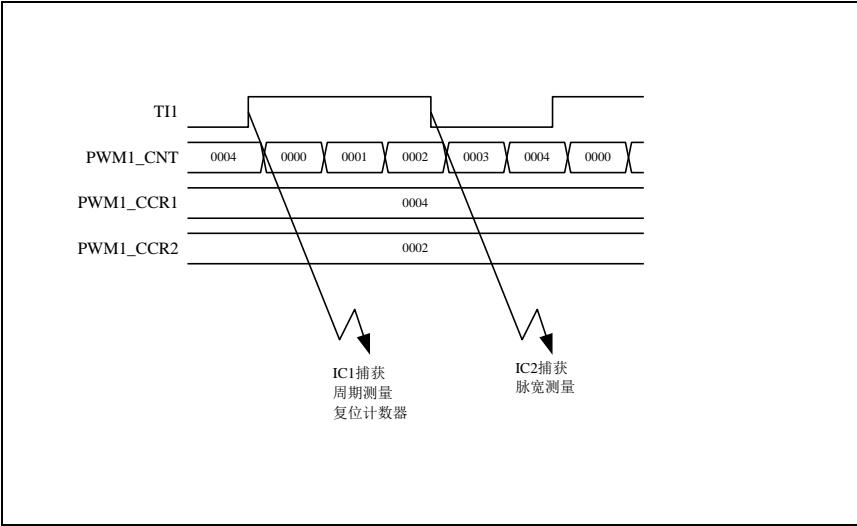 TI1
PWM1_CNT 0004 0000 0001 0002 0003 0004 0000
PWM1_CCR1 0004
PWM1_CCR2 0002
IC1捕获
周期测量
复位计数器
IC2捕获
脉宽测量